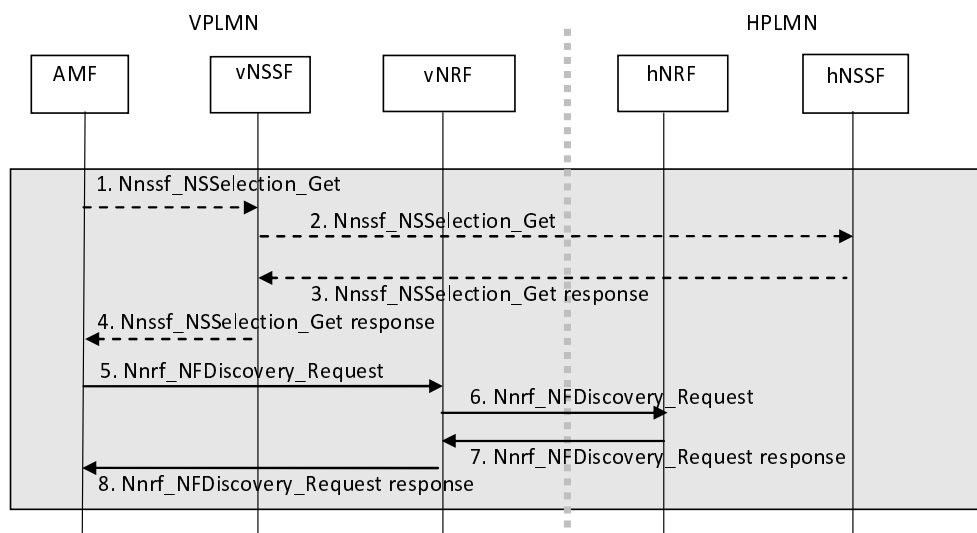 VPLMN
HPLMN
AMF
vNSSF
vNRF
hNRF
hNSSF
1. Nnssf_NSSelection_Get
2. Nnssf_NSSelection_Get
3. Nnssf_NSSelection_Get response
4. Nnssf_NSSelection_Get response
5. Nnrf_NFDiscovery_Request
6. Nnrf_NFDiscovery_Request
7. Nnrf_NFDiscovery_Request response
8. Nnrf_NFDiscovery_Request response